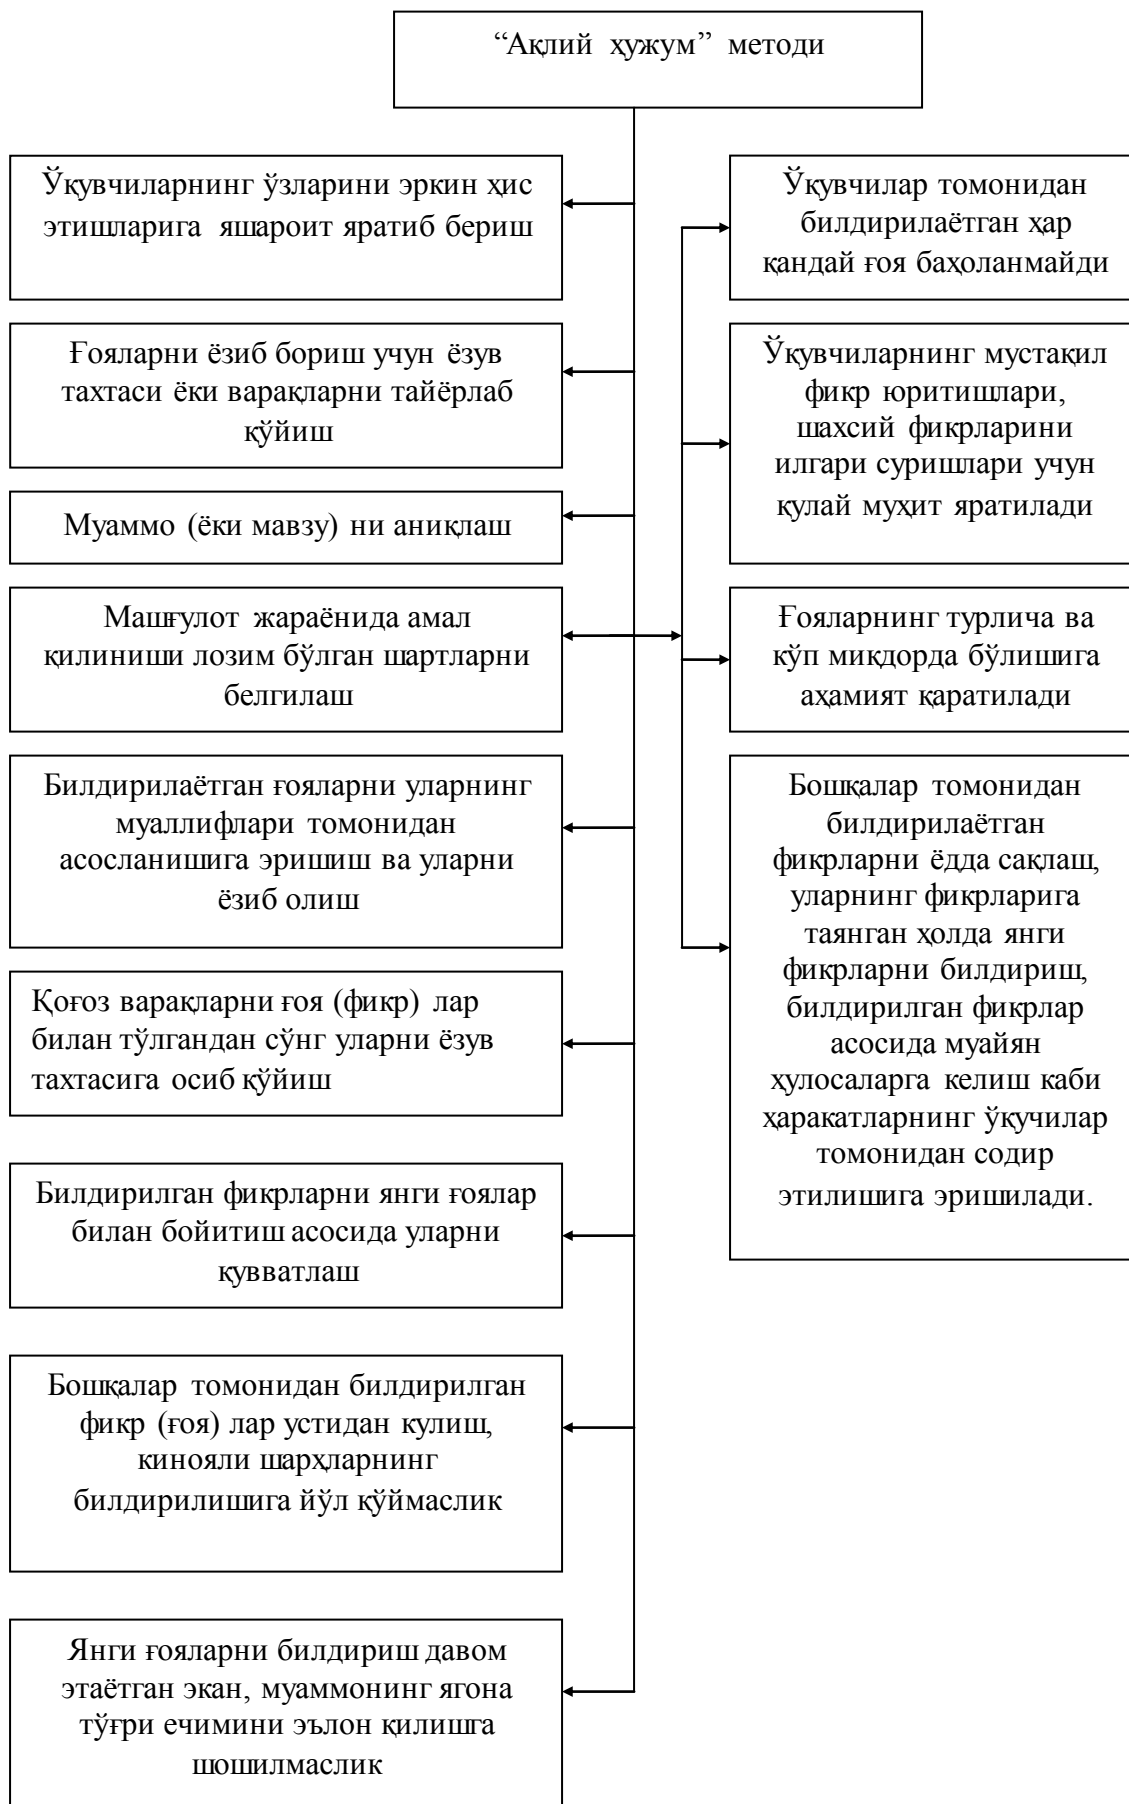 “Ақлий ҳужум” методи
Ўқувчиларнинг ўзларини эркин ҳис
этишларига яшароит яратиб бериш
Ғояларни ёзиб бориш учун ёзув
тахтаси ёки варақларни тайёрлаб
қўйиш
Муаммо (ёки мавзу) ни аниқлаш
Машғулот жараёнида амал
қилиниши лозим бўлган шартларни
белгилаш
Билдирилаётган ғояларни уларнинг
муаллифлари томонидан
асосланишига эришиш ва уларни
ёзиб олиш
Қоғоз варақларни ғоя (фикр) лар
билан тўлгандан сўнг уларни ёзув
тахтасига осиб қўйиш
Билдирилган фикрларни янги ғоялар
билан бойитиш асосида уларни
қувватлаш
Бошқалар томонидан билдирилган
фикр (ғоя) лар устидан кулиш,
кинояли шарҳларнинг
билдирилишига йўл қўймаслик
Янги ғояларни билдириш давом
этаётган экан, муаммонинг ягона
тўғри ечимини эълон қилишга
шошилмаслик
Ўқувчилар томонидан
билдирилаётган ҳар
қандай ғоя баҳоланмайди
Ўқувчиларнинг мустақил
фикр юритишлари,
шахсий фикрларини
илгари суришлари учун
қулай муҳит яратилади
Ғояларнинг турлича ва
кўп миқдорда бўлишига
аҳамият қаратилади
Бошқалар томонидан
билдирилаётган
фикрларни ёдда сақлаш,
уларнинг фикрларига
таянган ҳолда янги
фикрларни билдириш,
билдирилган фикрлар
асосида муайян
ҳулосаларга келиш каби
ҳаракатларнинг ўқучилар
томонидан содир
этилишига эришилади.